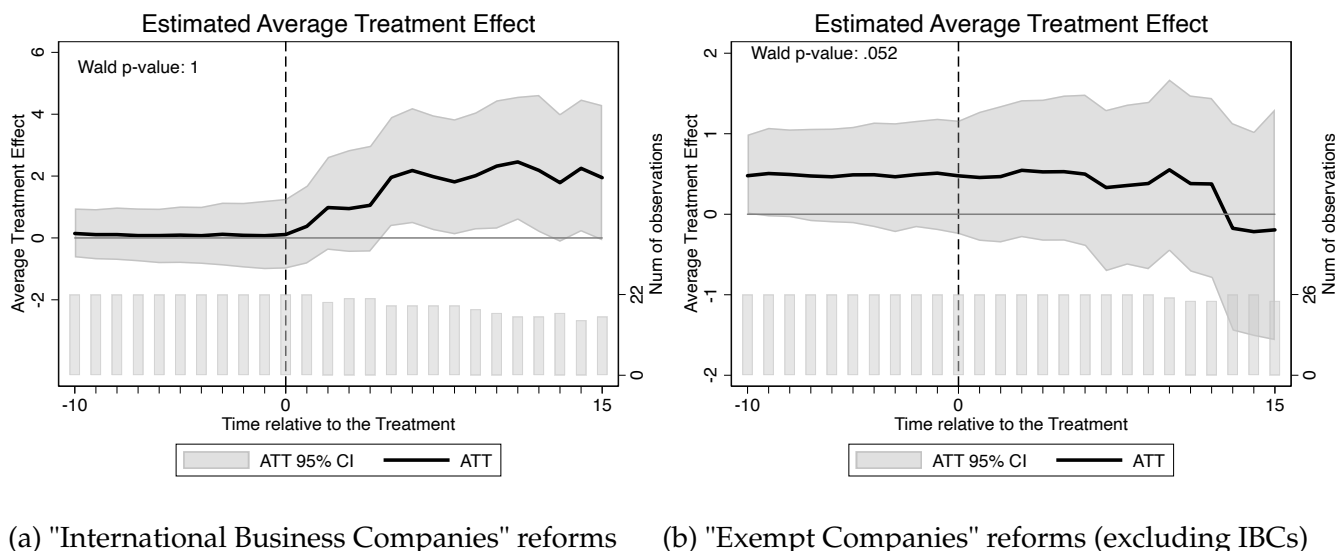 Estimated Average Treatment Effect
Wald p-value: 1
Average Treatment Effect
6
4
2
0
-2
Num of observations
22
0
-10
0
15
Time relative to the Treatment
ATT 95% CI
ATT
(a) "International Business Companies" reforms
Estimated Average Treatment Effect
Wald p-value: .052
Average Treatment Effect
2
1
0
-1
-2
Num of observations
26
0
-10
0
15
Time relative to the Treatment
ATT 95% CI
ATT
(b) "Exempt Companies" reforms (excluding IBCs)